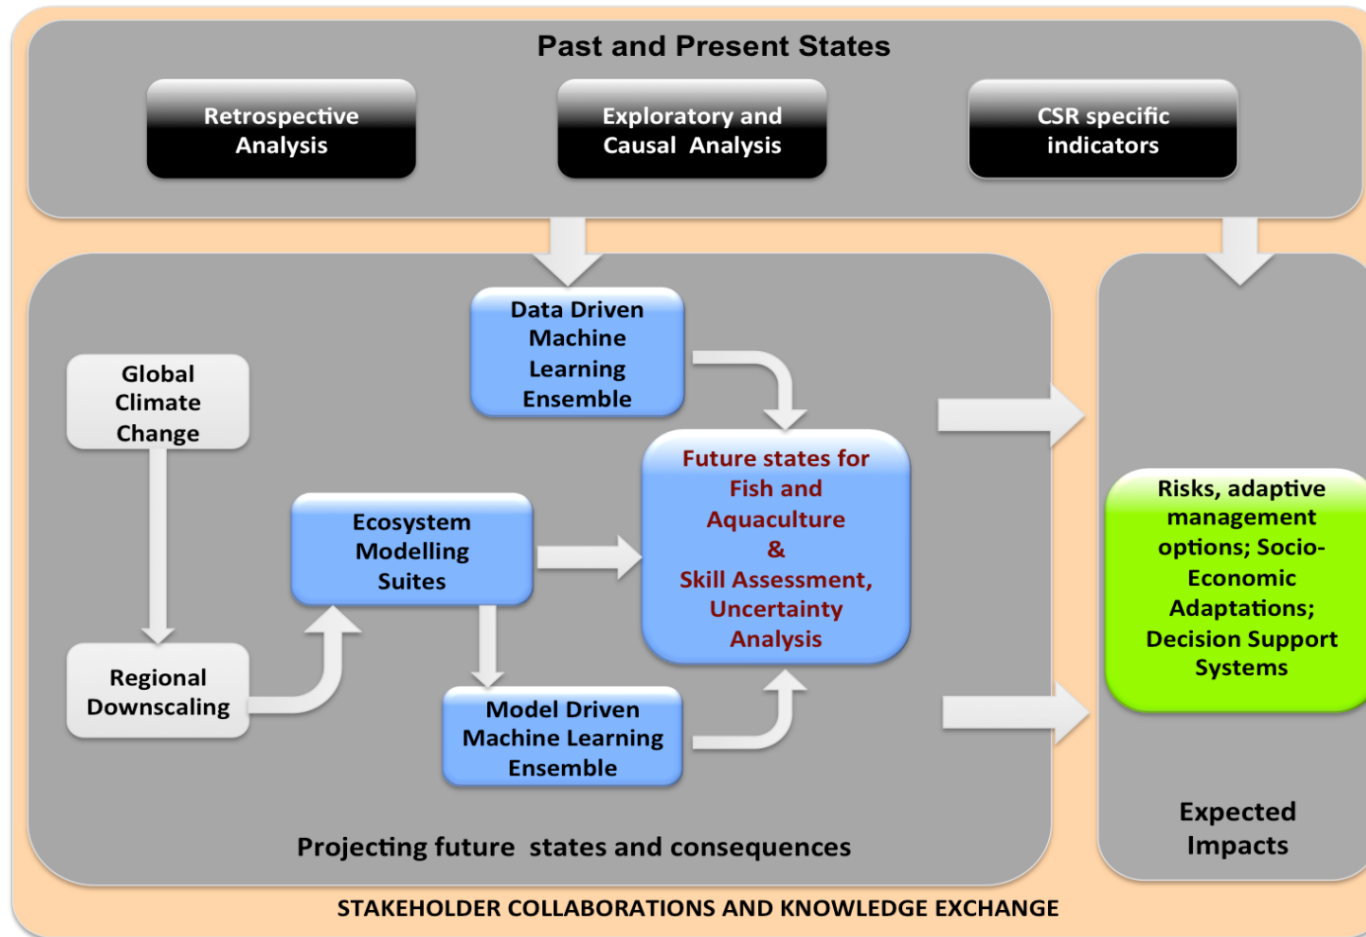 Past and Present States
Retrospective
Analysis
Exploratory and
Causal Analysis
CSR specific
indicators
Data Driven
Machine
Learning
Ensemble
Global
Climate
Change
Future states for
Fish and
Aquaculture
&
Skill Assessment,
Uncertainty
Analysis
Ecosystem
Modelling
Suites
Regional
Downscaling
Model Driven
Machine Learning
Ensemble
Projecting future states and consequences
Risks, adaptive
management
options; Socio-
Economic
Adaptations;
Decision Support
Systems
Expected
Impacts
STAKEHOLDER COLLABORATIONS AND KNOWLEDGE EXCHANGE